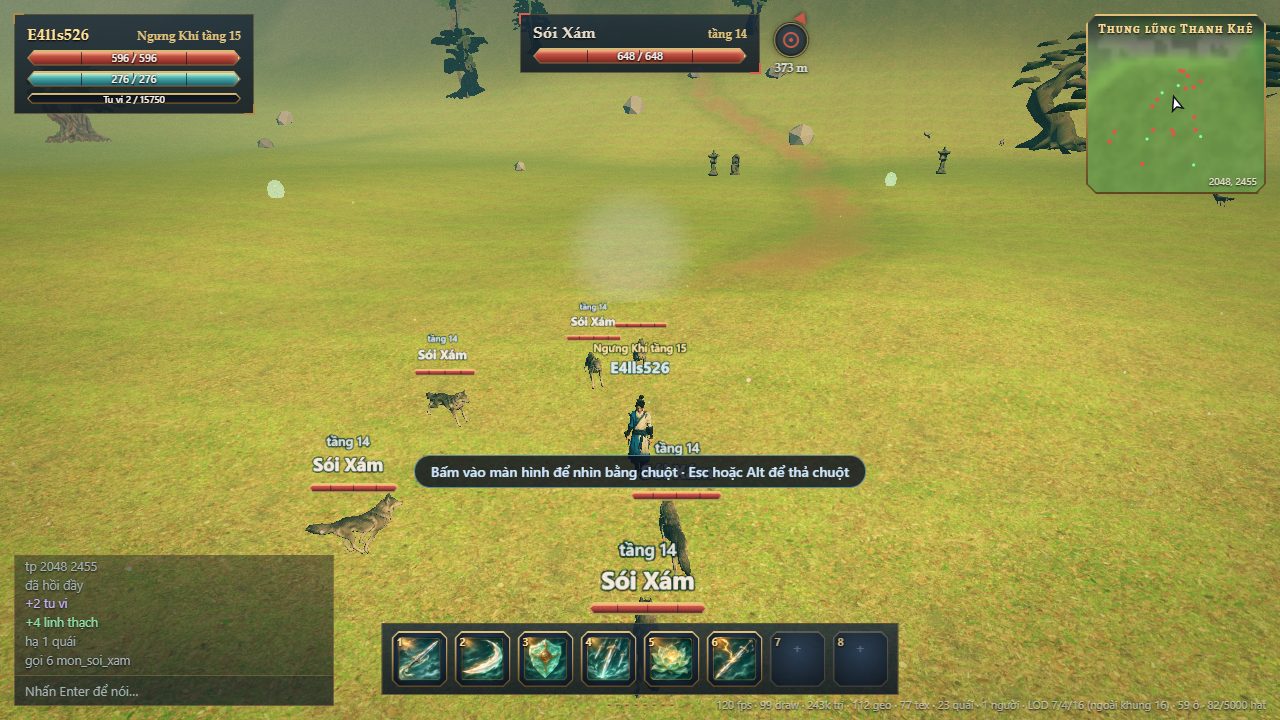 E4lls526
Ngưng Khí tầng 15
596 / 596
276 / 276
Tu vi 2 / 15750
Sói Xám
tầng 14
648 / 648
373 m
Thung lũng Thanh Khê
2048, 2455
tầng 14
Sói Xám
tầng 14
Sói Xám
Ngưng Khí tầng 15
E4lls526
tầng 14
Sói Xám
tầng 14
Bấm vào màn hình để nhìn bằng chuột · Esc hoặc Alt để thả chuột
tầng 14
Sói Xám
tp 2048 2455
đã hồi đầy
+2 tu vi
+4 linh thạch
hạ 1 quái
gọi 6 mon_soi_xam
Nhấn Enter để nói...
1 2 3 4 5 6 7 8
120 fps · 99 draw · 243k tri · 112 geo · 77 tex · 23 quái · 1 người · LOD 7/4/16 (ngoài khung 16) · 59 ô · 82/5000 hạt